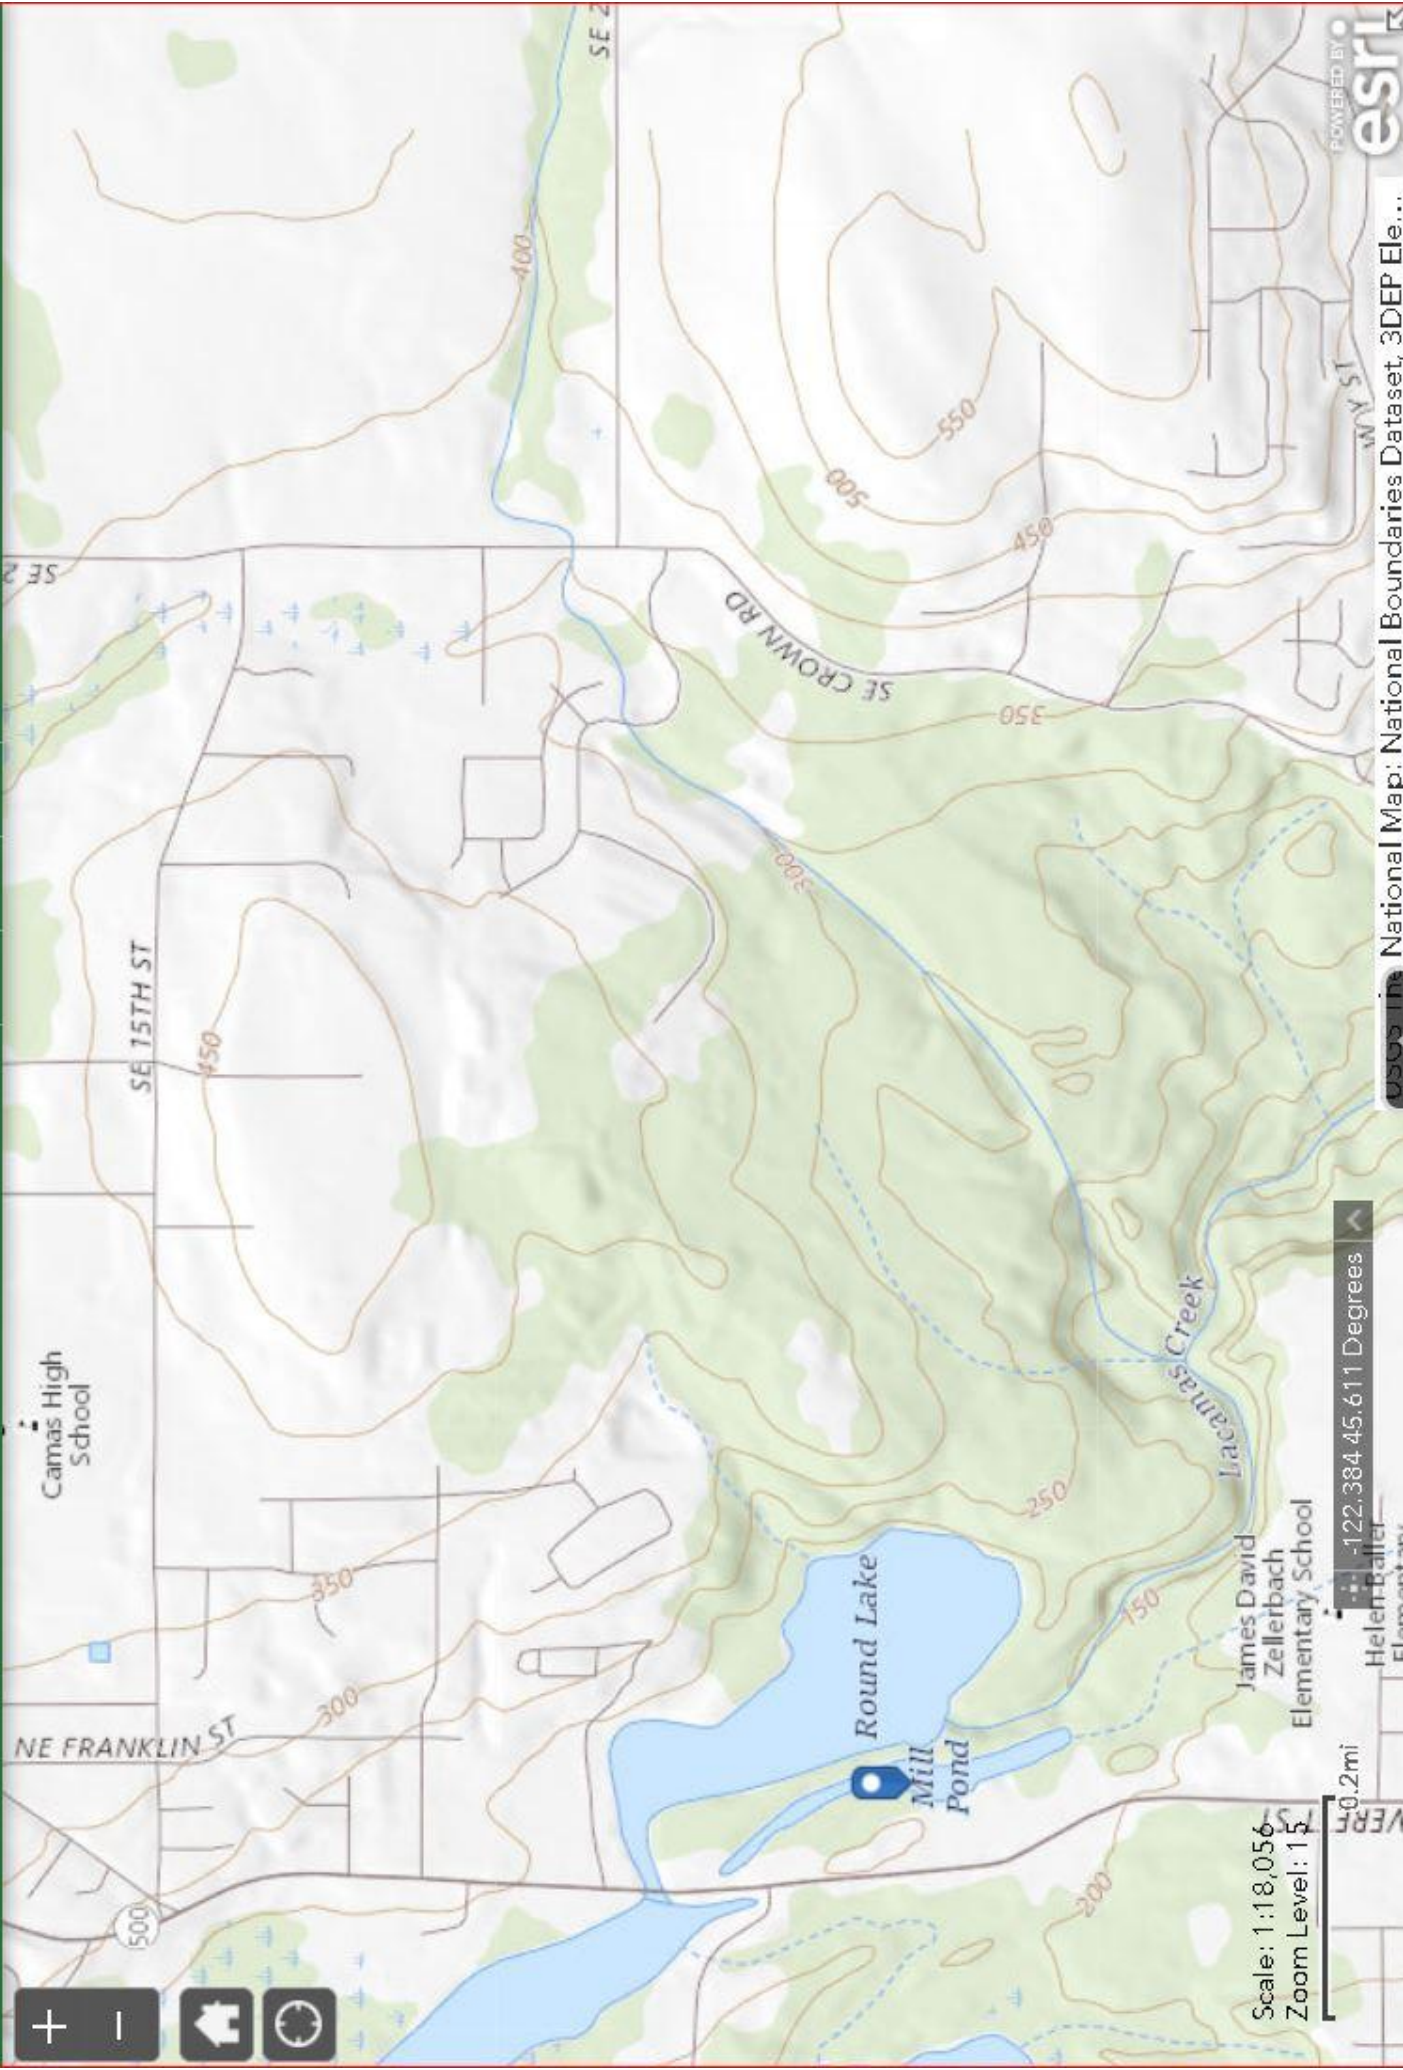 +
−
500
NE FRANKLIN ST
Camas High
School
SE 15TH ST
SE 2
SE 2
450
350
300
400
SE CROWN RD
550
500
450
350
300
250
150
200
Round Lake
Mill
Pond
Laccamas Creek
James David
Zellerbach
Elementary School
Helen Baller
Elementary
-122.384 45.611 Degrees
Scale: 1:18,056
Zoom Level: 15
0.2mi
USGS The National Map: National Boundaries Dataset, 3DEP Ele...
POWERED BY
esri